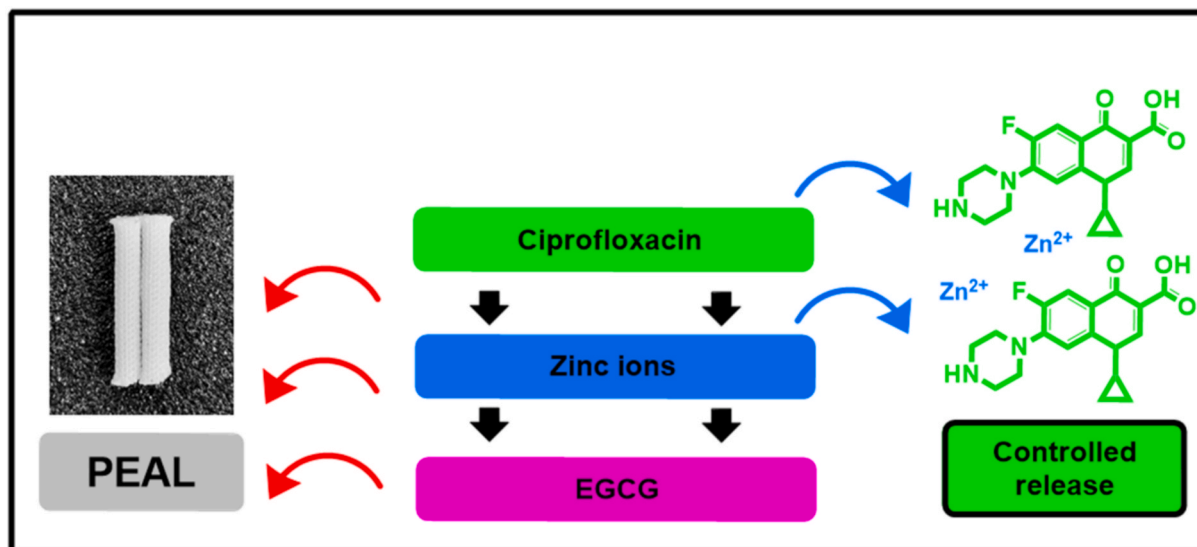 O
OH
F
O
N
HN
Ciprofloxacin
Zn2+
Zn2+
O
OH
F
O
N
HN
Zinc ions
PEAL
EGCG
Controlled
release